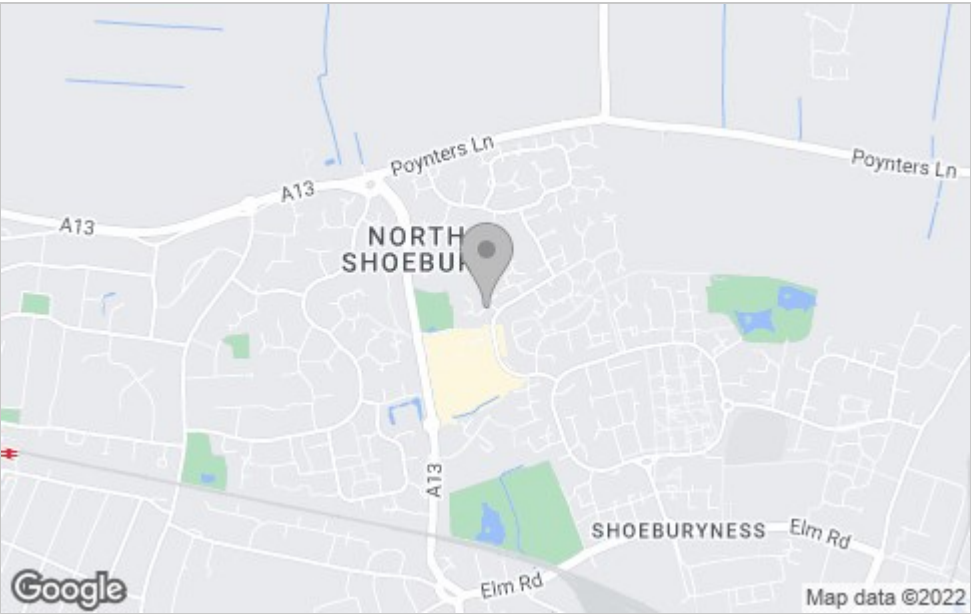 Poynters Ln
Poynters Ln
A13
A13
NORTH
SHOEBUR
A13
SHOEBURYNESS
Elm Rd
Elm Rd
Google
Map data ©2022